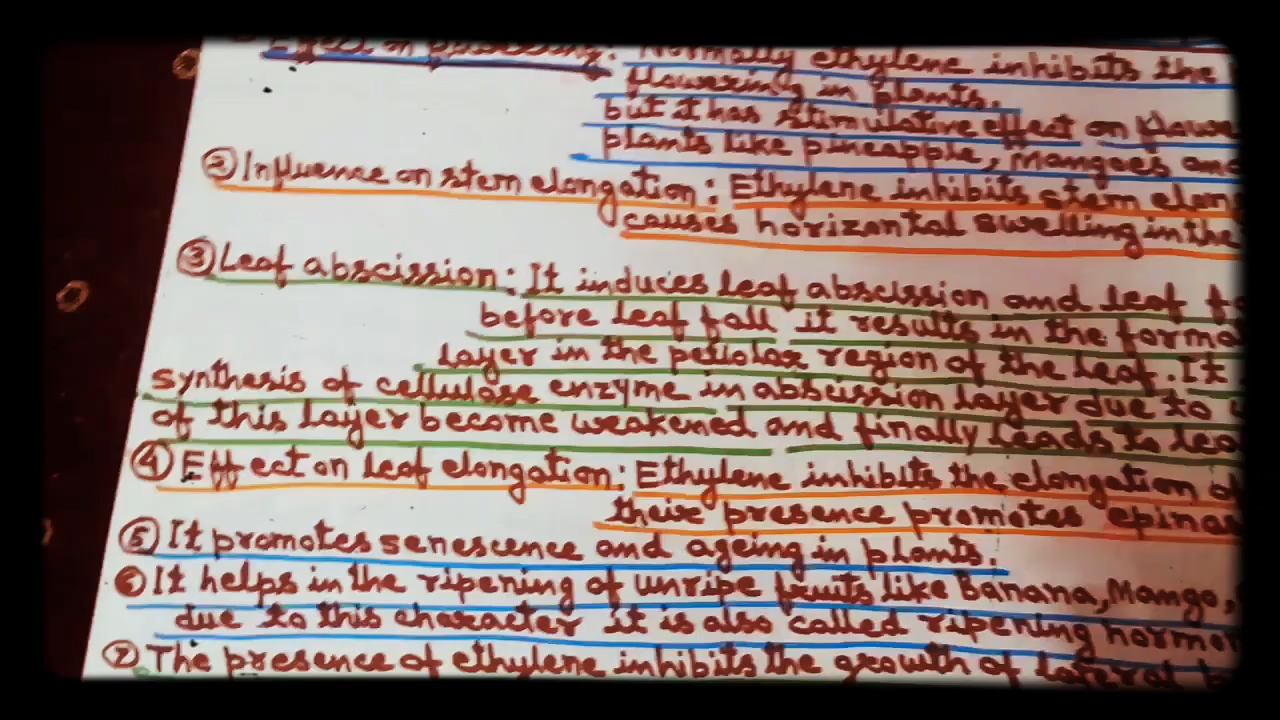 Effect on flowering: Normally ethylene inhibits the
flowering in plants.
but it has stimulative effect on flowe
plants like pineapple, mangoes and
② Influence on stem elongation: Ethylene inhibits stem elon
causes horizontal swelling in the
③ Leaf abscission: It induces leaf abscission and leaf f
before leaf fall it results in the forma
layer in the petiolar region of the leaf. It
synthesis of cellulase enzyme in abscission layer due to
of this layer become weakened and finally leads to lea
④ Effect on leaf elongation: Ethylene inhibits the elongation of
their presence promotes epinas
⑤ It promotes senescence and ageing in plants.
⑥ It helps in the ripening of unripe fruits like Banana, Mango,
due to this character it is also called ripening hormon
⑦ The presence of ethylene inhibits the growth of lateral b